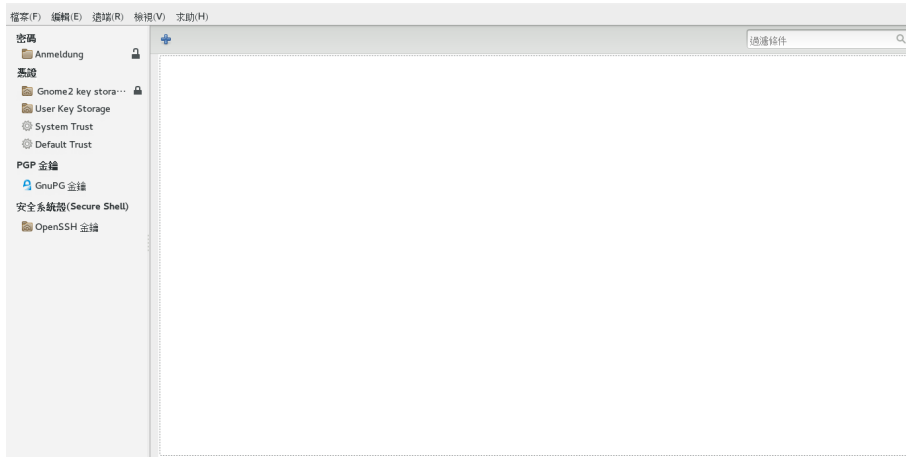 檔案(F) 編輯(E) 遠端(R) 檢視(V) 求助(H)
過濾條件
密碼
Anmeldung
憑證
Gnome2 key stora…
User Key Storage
System Trust
Default Trust
PGP 金鑰
GnuPG 金鑰
安全系統殼(Secure Shell)
OpenSSH 金鑰